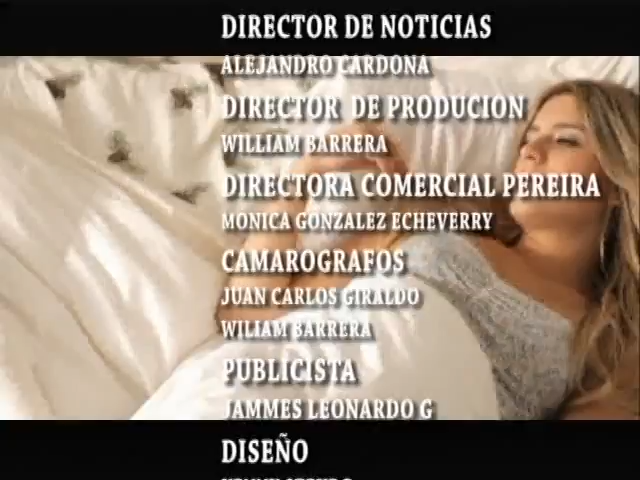 DIRECTOR DE NOTICIAS
ALEJANDRO CARDONA
DIRECTOR DE PRODUCION
WILLIAM BARRERA
DIRECTORA COMERCIAL PEREIRA
MONICA GONZALEZ ECHEVERRY
CAMAROGRAFOS
JUAN CARLOS GIRALDO
WILIAM BARRERA
PUBLICISTA
JAMMES LEONARDO G
DISEÑO